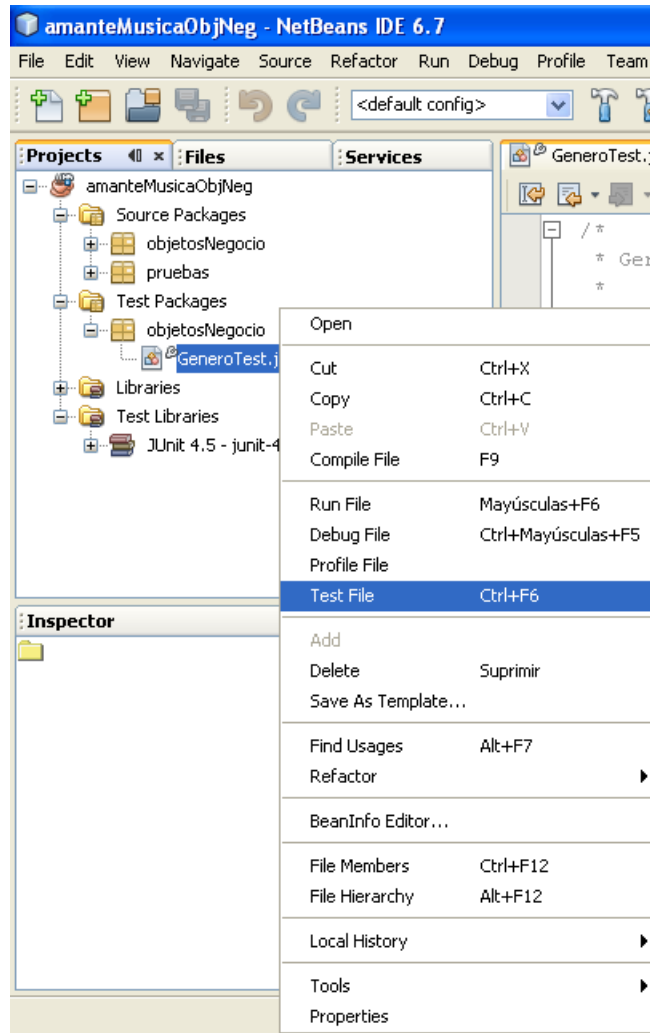 amanteMusicaObjNeg - NetBeans IDE 6.7
File Edit View Navigate Source Refactor Run Debug Profile Team
<default config>
Projects Files Services GeneroTest.j
amanteMusicaObjNeg
Source Packages
objetosNegocio
pruebas
Test Packages
objetosNegocio
GeneroTest.j
Libraries
Test Libraries
JUnit 4.5 - junit-4
/*
* Gen
*
Open
Cut Ctrl+X
Copy Ctrl+C
Paste Ctrl+V
Compile File F9
Run File Mayúsculas+F6
Debug File Ctrl+Mayúsculas+F5
Profile File
Test File Ctrl+F6
Add
Delete Suprimir
Save As Template...
Find Usages Alt+F7
Refactor
BeanInfo Editor...
File Members Ctrl+F12
File Hierarchy Alt+F12
Local History
Tools
Properties
Inspector